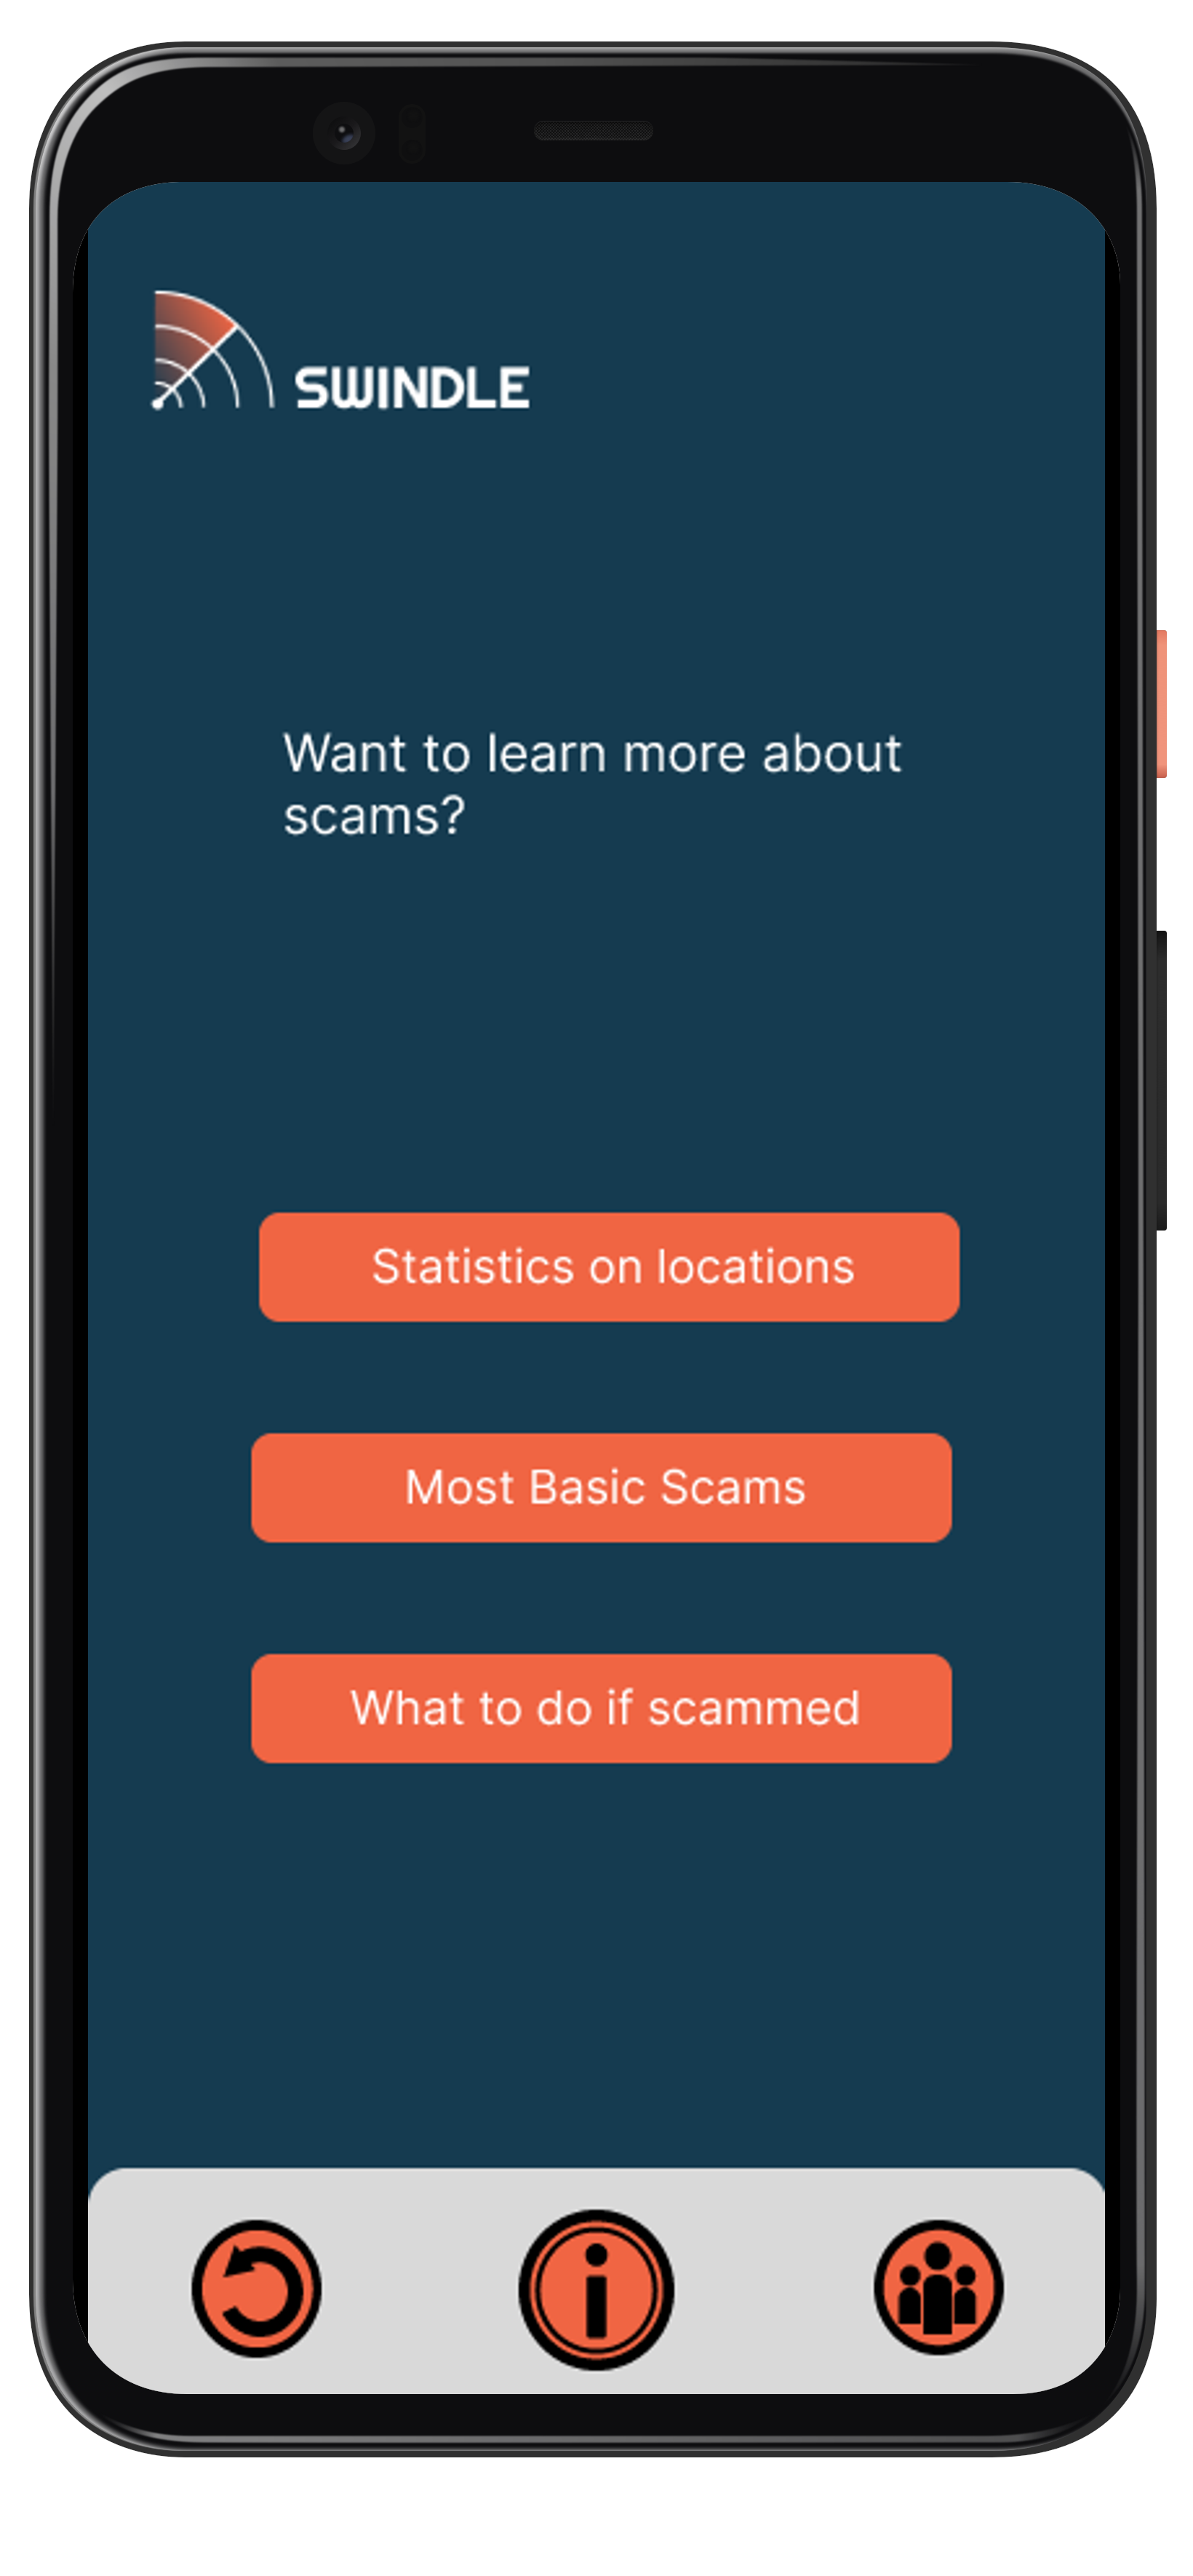 SWINDLE
Want to learn more about
scams?
Statistics on locations
Most Basic Scams
What to do if scammed